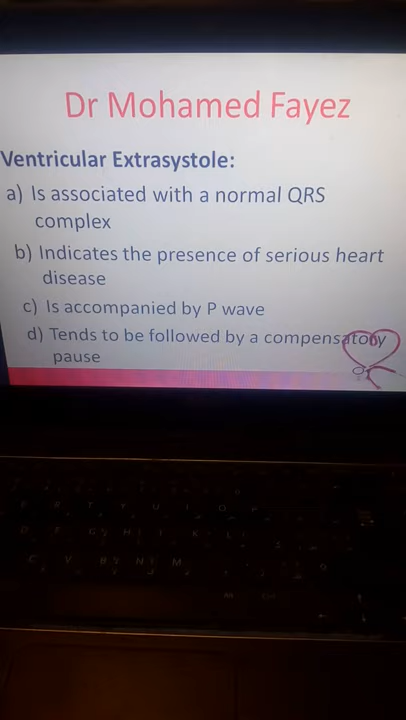 Dr Mohamed Fayez
Ventricular Extrasystole:
a) Is associated with a normal QRS
complex
b) Indicates the presence of serious heart
disease
c) Is accompanied by P wave
d) Tends to be followed by a compensatory
pause
E R T Y U I O P
D F G H J K L
C V B N M